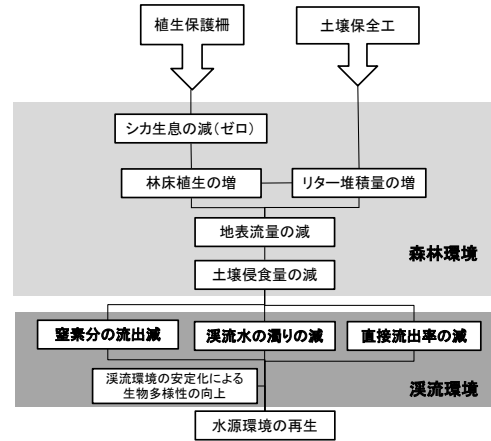 植生保護柵
土壌保全工
シカ生息の減(ゼロ)
林床植生の増
リター堆積量の増
地表流量の減
森林環境
土壌侵食量の減
窒素分の流出減
渓流水の濁りの減
直接流出率の減
渓流環境の安定化による
生物多様性の向上
渓流環境
水源環境の再生